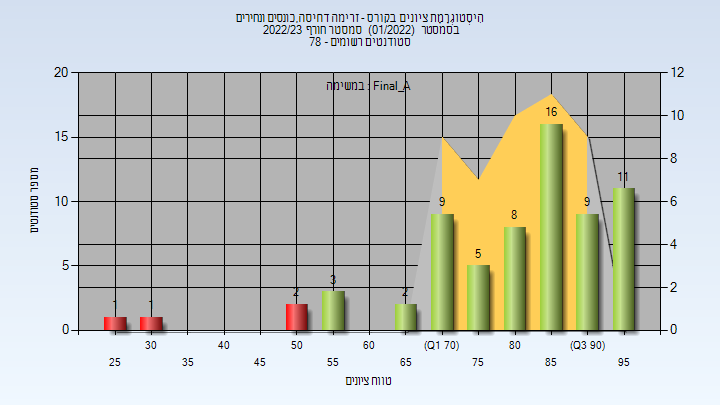 היסטוגרמת ציונים בקורס - זרימה דחיסה, כונסים ונחירים
בסמסטר (01/2022) סמסטר חורף 2022/23
סטודנטים רשומים - 78
במשימה : Final_A
20 12
15 10
10 8
5 6
0 4
2
0
מספר סטודנטים
1 1 2 3 2 9 5 8 16 9 11
30 40 50 60 (Q1 70) 80 (Q3 90)
25 35 45 55 65 75 85 95
טווח ציונים